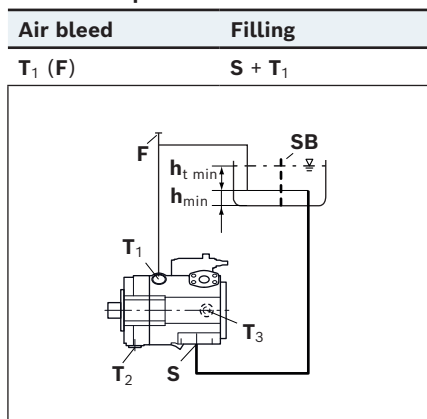 Air bleed Filling
T₁ (F) S + T₁
F
SB
hₜ ₘᵢₙ
hₘᵢₙ
T₁
T₃
T₂ S